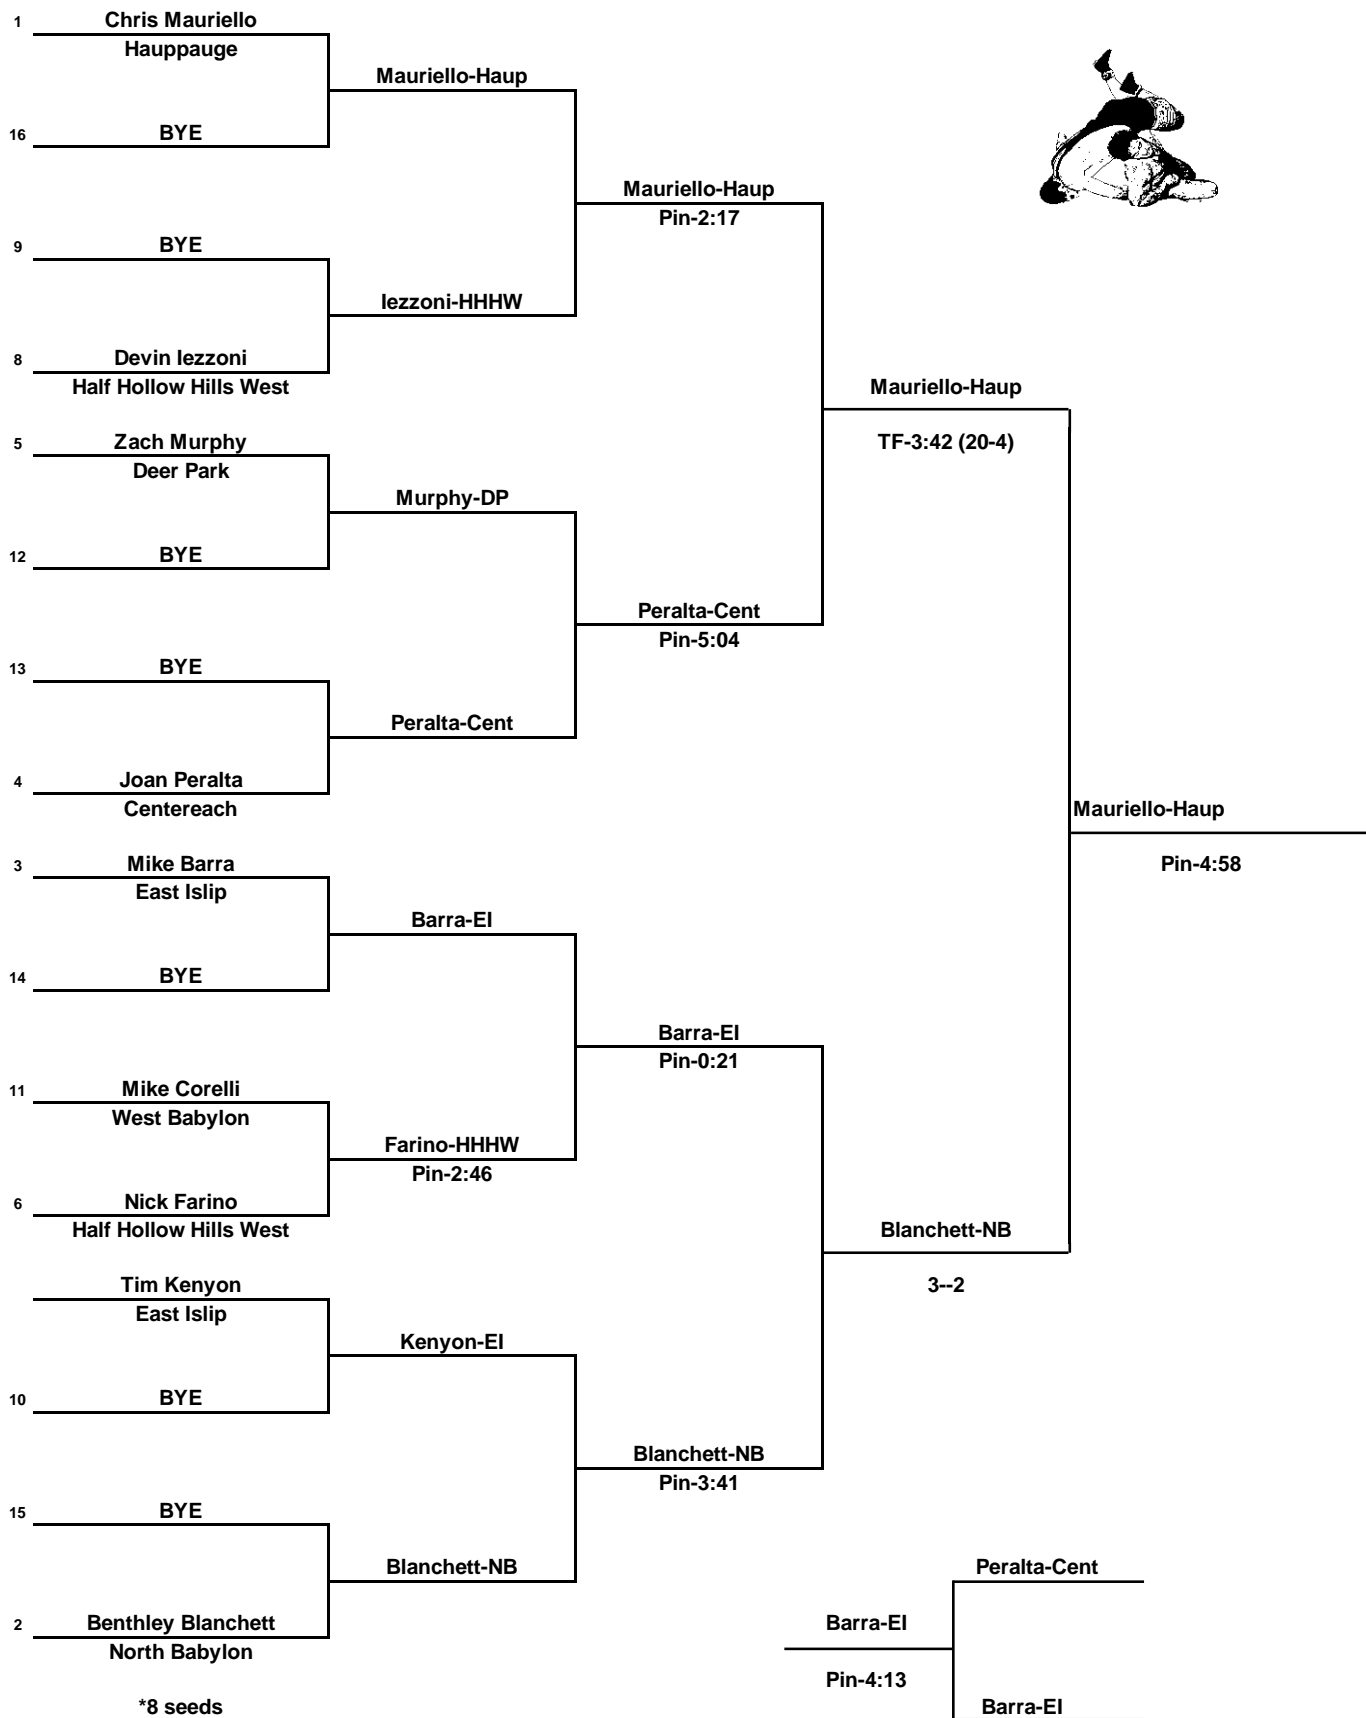 1 Chris Mauriello
Hauppauge
Mauriello-Haup
16 BYE
Mauriello-Haup
Pin-2:17
9 BYE
Iezzoni-HHHW
8 Devin Iezzoni
Half Hollow Hills West
Mauriello-Haup
TF-3:42 (20-4)
5 Zach Murphy
Deer Park
Murphy-DP
12 BYE
Peralta-Cent
Pin-5:04
13 BYE
Peralta-Cent
4 Joan Peralta
Centereach
Mauriello-Haup
Pin-4:58
3 Mike Barra
East Islip
Barra-EI
14 BYE
Barra-EI
Pin-0:21
11 Mike Corelli
West Babylon
Farino-HHHW
Pin-2:46
6 Nick Farino
Half Hollow Hills West
Blanchett-NB
3--2
Tim Kenyon
East Islip
Kenyon-EI
10 BYE
Blanchett-NB
Pin-3:41
15 BYE
Blanchett-NB
2 Benthley Blanchett
North Babylon
Peralta-Cent
Barra-EI
Pin-4:13
Barra-EI
*8 seeds